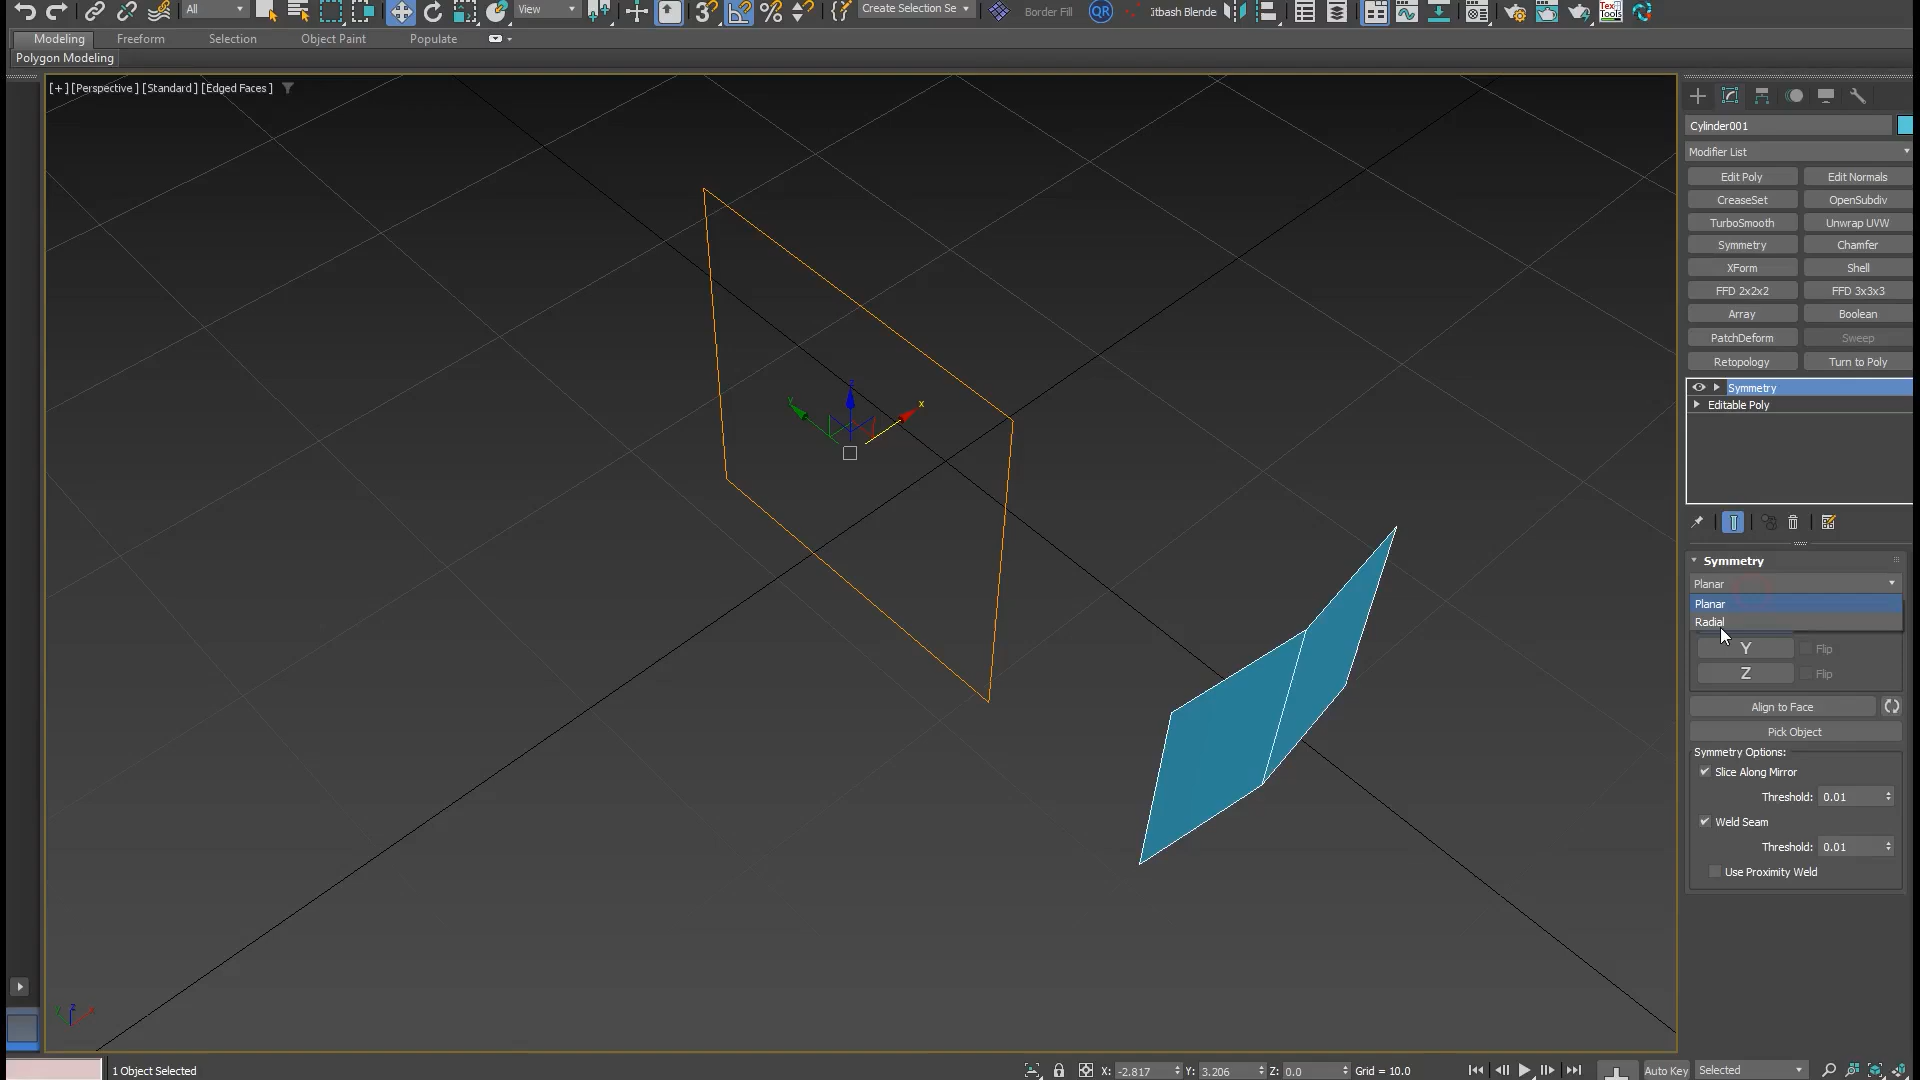 All
View
Create Selection Se
Border Fill
QR
Jtbash Blende
Modeling
Freeform
Selection
Object Paint
Populate
Polygon Modeling
[+] [Perspective ] [Standard ] [Edged Faces ]
Cylinder001
Modifier List
Edit Poly
Edit Normals
CreaseSet
OpenSubdiv
TurboSmooth
Unwrap UVW
Symmetry
Chamfer
XForm
Shell
FFD 2x2x2
FFD 3x3x3
Array
Boolean
PatchDeform
Sweep
Retopology
Turn to Poly
Symmetry
Editable Poly
Symmetry
Planar
Planar
Radial
Y
Flip
Z
Flip
Align to Face
Pick Object
Symmetry Options:
Slice Along Mirror
Threshold: 0.01
Weld Seam
Threshold: 0.01
Use Proximity Weld
y
z
x
1 Object Selected
X: -2.817
Y: 3.206
Z: 0.0
Grid = 10.0
Auto Key
Selected